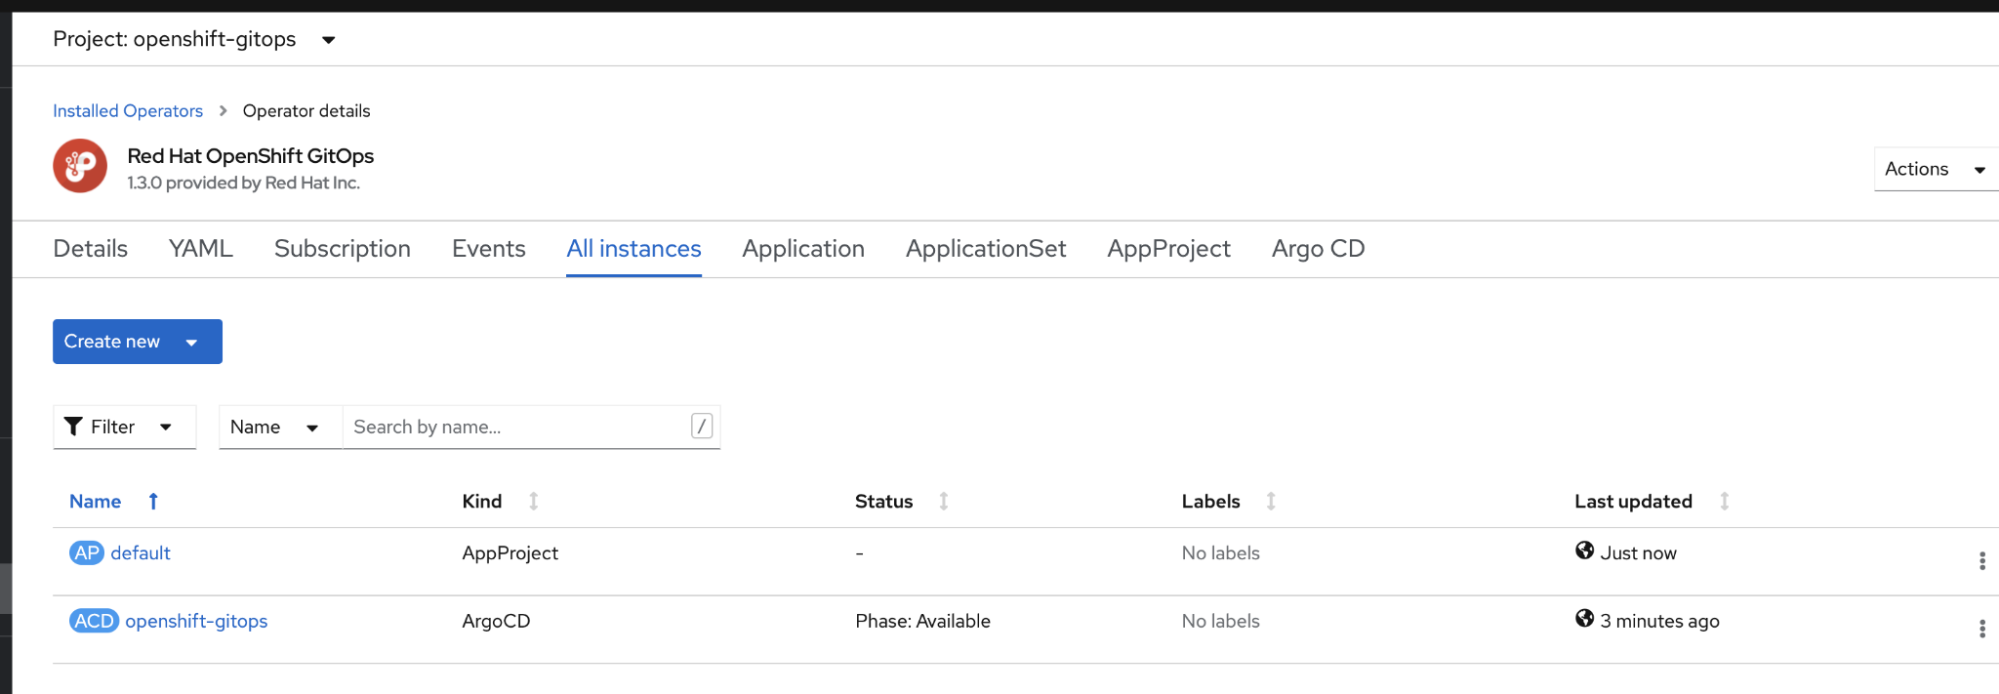 Project: openshift-gitops
Installed Operators > Operator details
Red Hat OpenShift GitOps
1.3.0 provided by Red Hat Inc.
Actions
Details YAML Subscription Events All instances Application ApplicationSet AppProject Argo CD
Create new
Filter Name Search by name... /
Name Kind Status Labels Last updated
AP default AppProject - No labels Just now
ACD openshift-gitops ArgoCD Phase: Available No labels 3 minutes ago